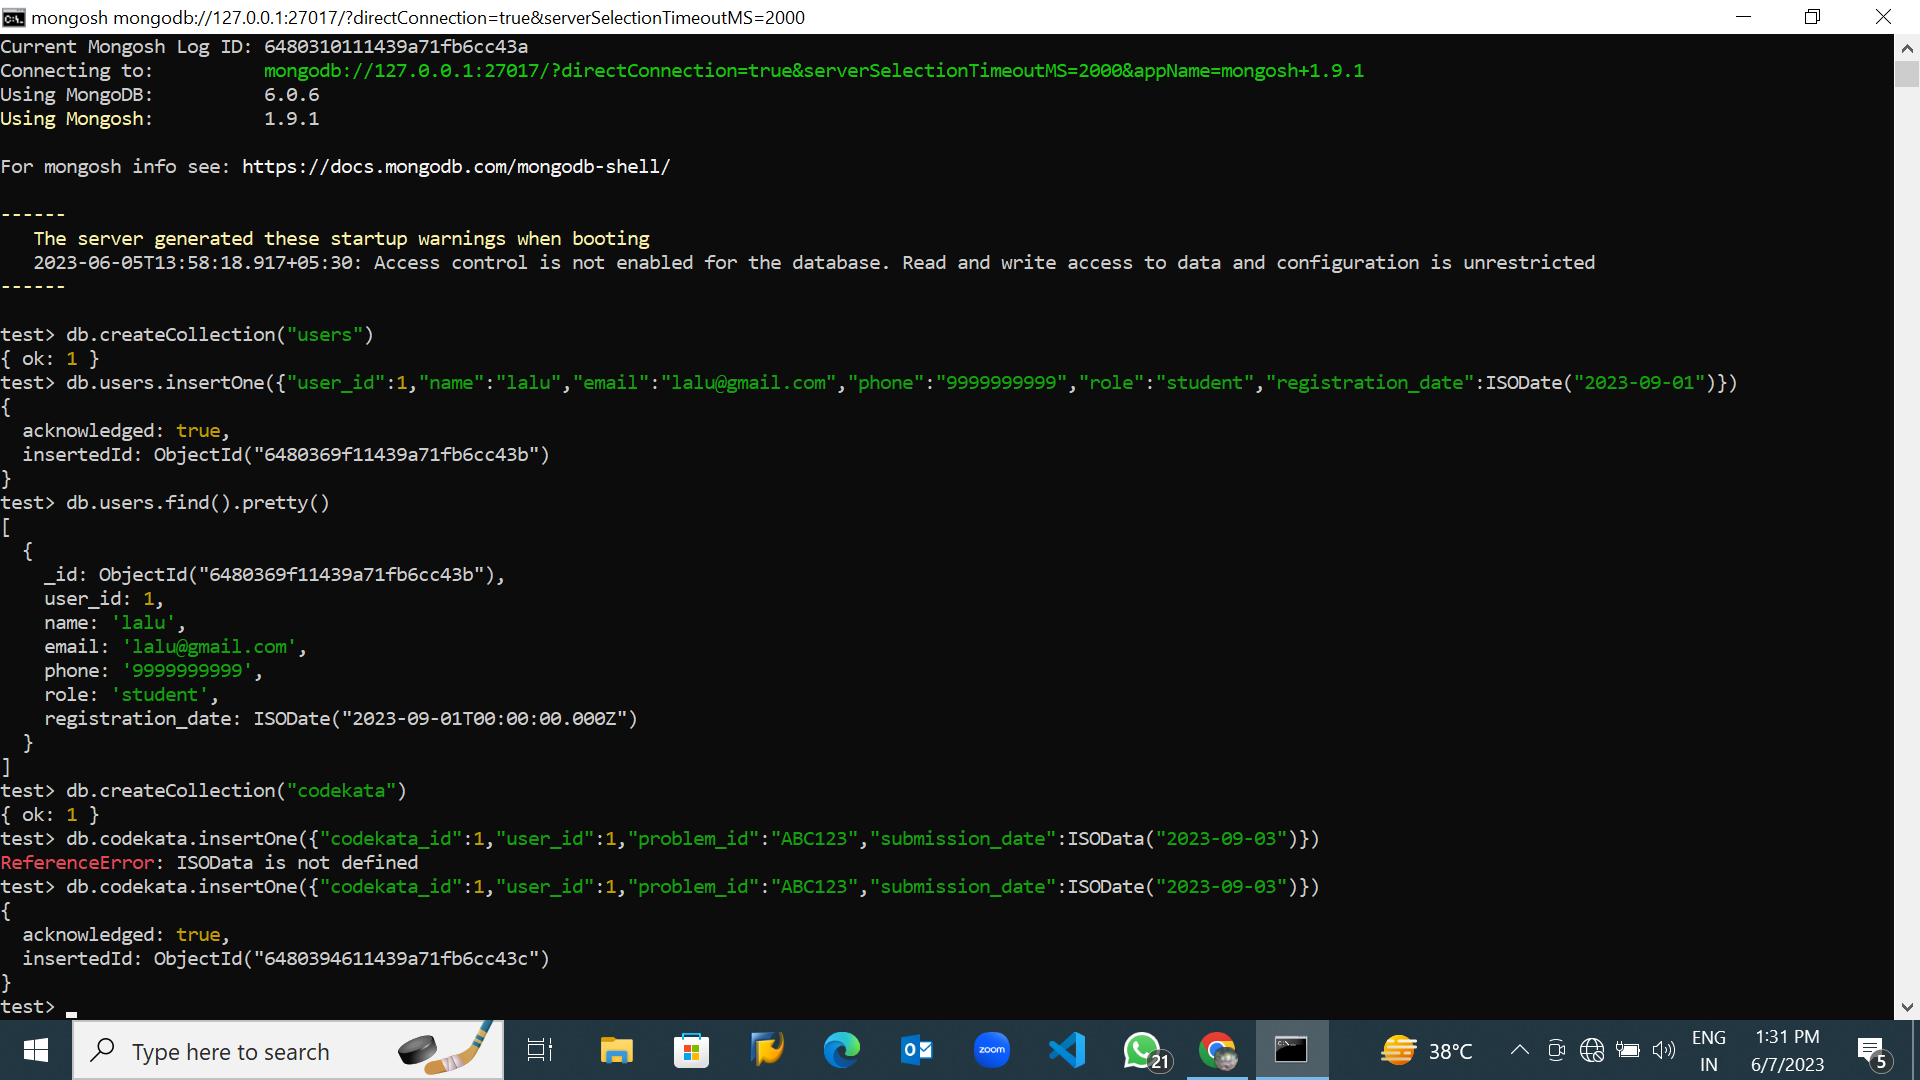 mongosh mongodb://127.0.0.1:27017/?directConnection=true&serverSelectionTimeoutMS=2000
Current Mongosh Log ID: 6480310111439a71fb6cc43a
Connecting to: mongodb://127.0.0.1:27017/?directConnection=true&serverSelectionTimeoutMS=2000&appName=mongosh+1.9.1
Using MongoDB: 6.0.6
Using Mongosh: 1.9.1
For mongosh info see: https://docs.mongodb.com/mongodb-shell/
------
The server generated these startup warnings when booting
2023-06-05T13:58:18.917+05:30: Access control is not enabled for the database. Read and write access to data and configuration is unrestricted
------
test> db.createCollection("users")
{ ok: 1 }
test> db.users.insertOne({"user_id":1,"name":"lalu","email":"lalu@gmail.com","phone":"9999999999","role":"student","registration_date":ISODate("2023-09-01")})
{
acknowledged: true,
insertedId: ObjectId("6480369f11439a71fb6cc43b")
}
test> db.users.find().pretty()
[
{
_id: ObjectId("6480369f11439a71fb6cc43b"),
user_id: 1,
name: 'lalu',
email: 'lalu@gmail.com',
phone: '9999999999',
role: 'student',
registration_date: ISODate("2023-09-01T00:00:00.000Z")
}
]
test> db.createCollection("codekata")
{ ok: 1 }
test> db.codekata.insertOne({"codekata_id":1,"user_id":1,"problem_id":"ABC123","submission_date":ISOData("2023-09-03")})
ReferenceError: ISOData is not defined
test> db.codekata.insertOne({"codekata_id":1,"user_id":1,"problem_id":"ABC123","submission_date":ISODate("2023-09-03")})
{
acknowledged: true,
insertedId: ObjectId("6480394611439a71fb6cc43c")
}
test>
Type here to search
zoom
21
38°C
ENG
IN
1:31 PM
6/7/2023
5